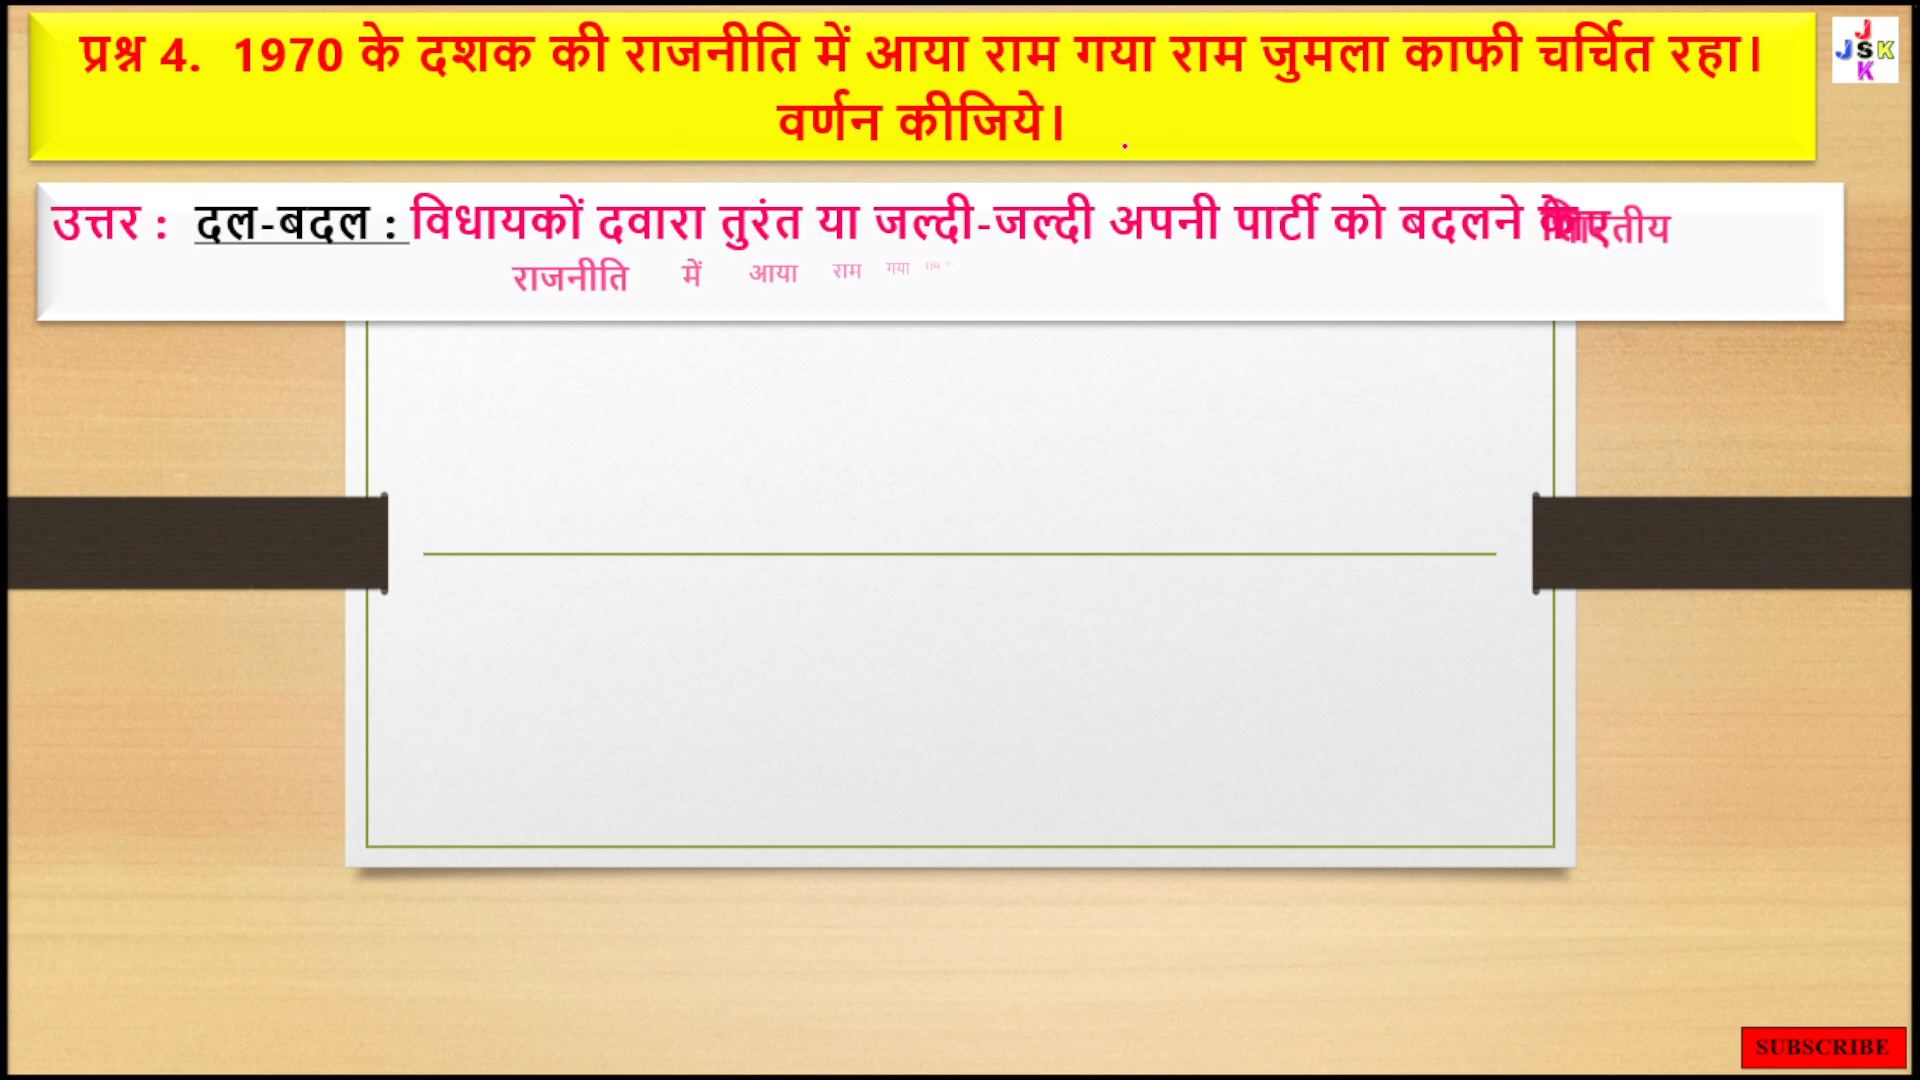 प्रश्न 4. 1970 के दशक की राजनीति में आया राम गया राम जुमला काफी चर्चित रहा।
वर्णन कीजिये।
J
JSK
K
उत्तर : दल-बदल : विधायकों दवारा तुरंत या जल्दी-जल्दी अपनी पार्टी को बदलने
राजनीति में आया राम गया राम
SUBSCRIBE